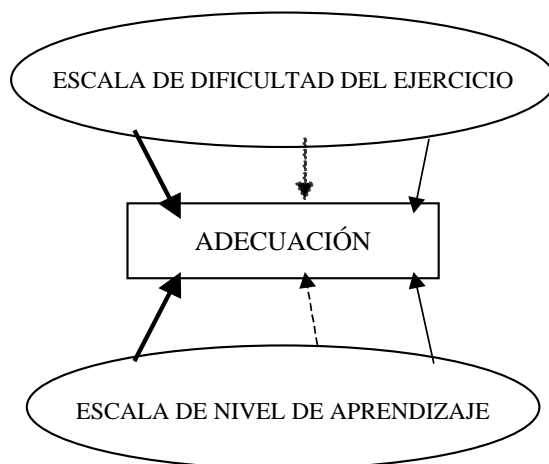 ESCALA DE DIFICULTAD DEL EJERCICIO
ADECUACIÓN
ESCALA DE NIVEL DE APRENDIZAJE